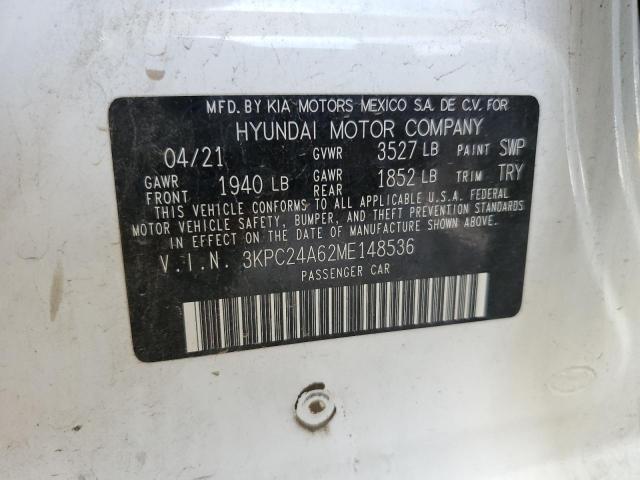 MFD. BY KIA MOTORS MEXICO S.A. DE C.V. FOR
HYUNDAI MOTOR COMPANY
04/21 GVWR 3527 LB PAINT SWP
GAWR FRONT 1940 LB GAWR REAR 1852 LB TRIM TRY
THIS VEHICLE CONFORMS TO ALL APPLICABLE U.S.A. FEDERAL
MOTOR VEHICLE SAFETY, BUMPER, AND THEFT PREVENTION STANDARDS
IN EFFECT ON THE DATE OF MANUFACTURE SHOWN ABOVE.
V.I.N. 3KPC24A62ME148536
PASSENGER CAR